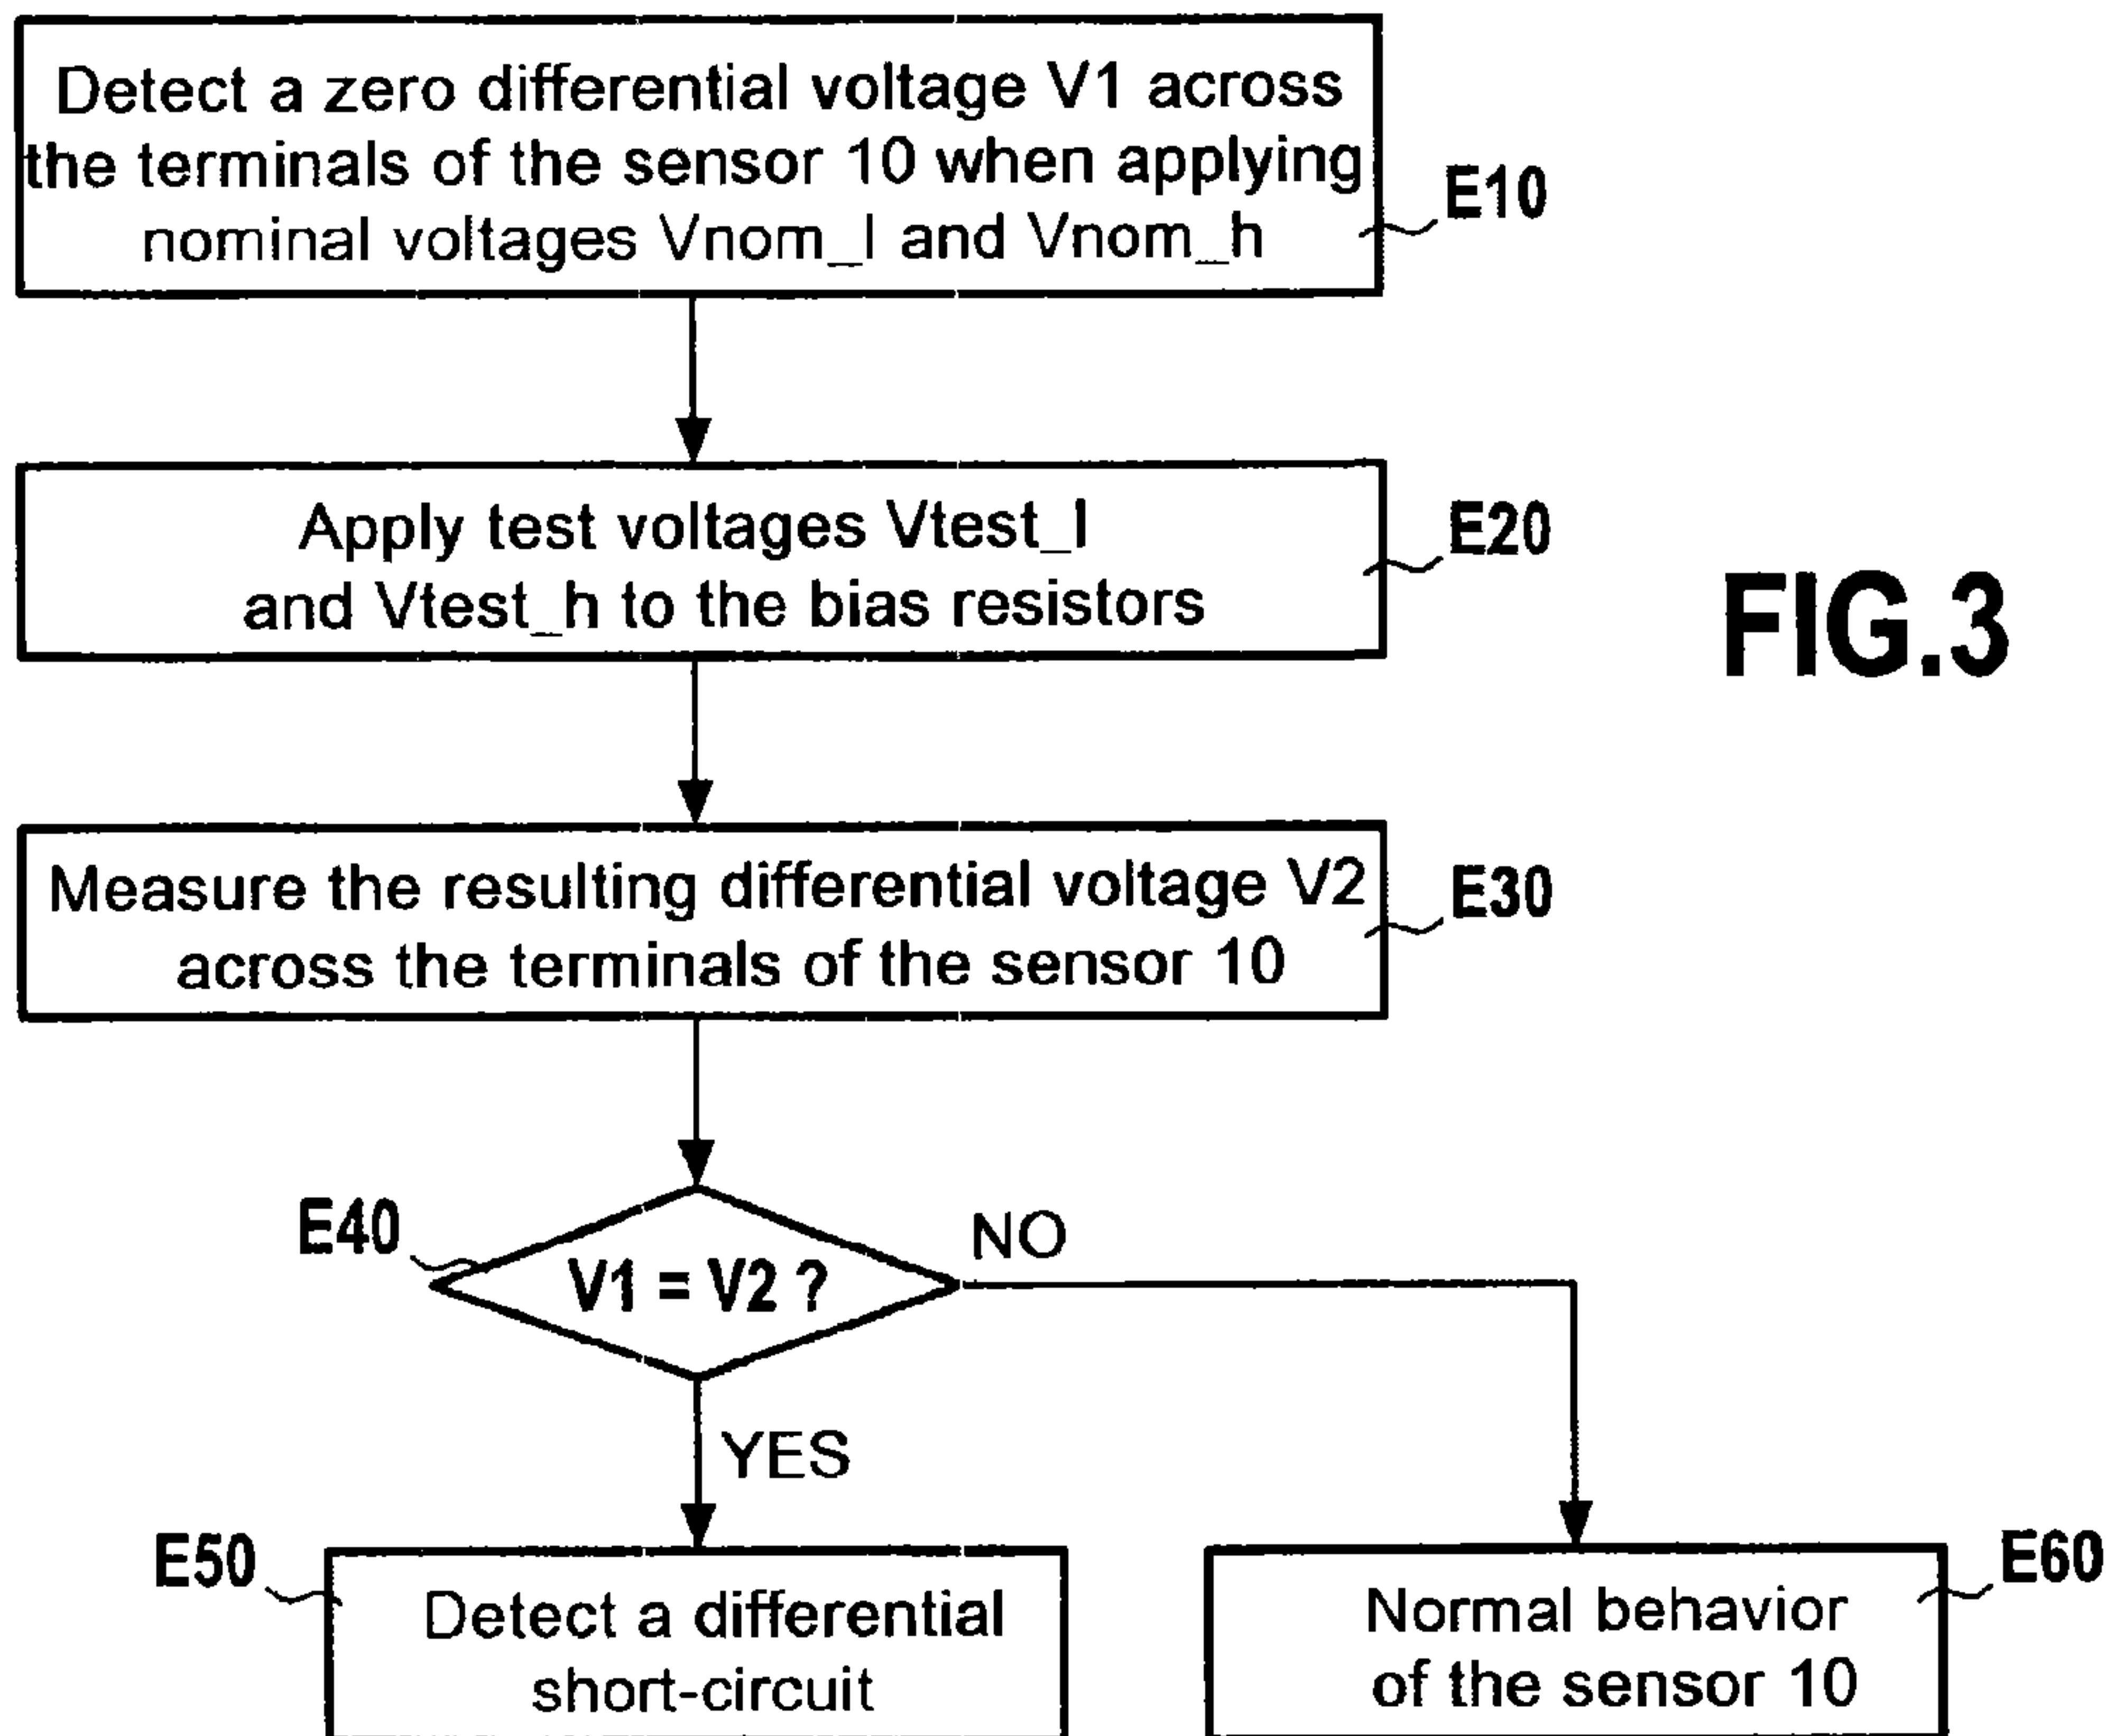 Detect a zero differential voltage V1 across
the terminals of the sensor 10 when applying
nominal voltages Vnom_l and Vnom_h
E10
Apply test voltages Vtest_l
and Vtest_h to the bias resistors
E20
FIG.3
Measure the resulting differential voltage V2
across the terminals of the sensor 10
E30
E40
V1 = V2 ?
NO
YES
E50
Detect a differential
short-circuit
E60
Normal behavior
of the sensor 10